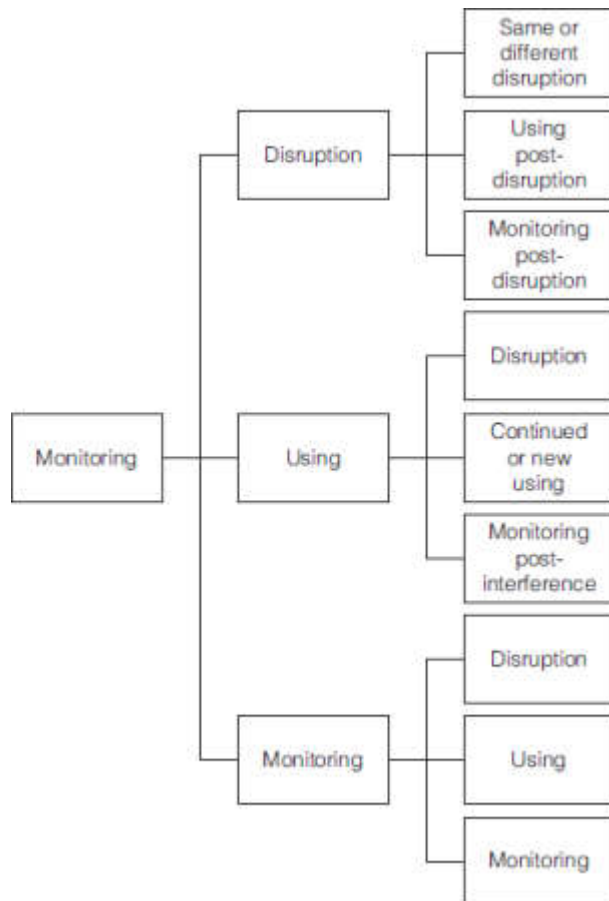 Same or
different
disruption
Disruption
Using
post-
disruption
Monitoring
post-
disruption
Disruption
Monitoring
Using
Continued
or new
using
Monitoring
post-
interference
Disruption
Monitoring
Using
Monitoring